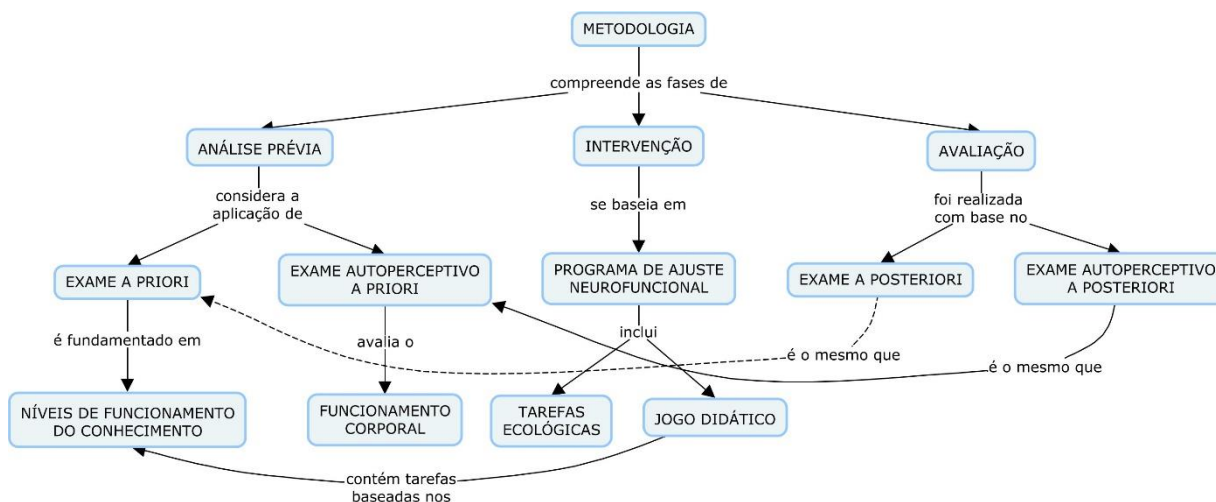 METODOLOGIA
compreende as fases de
ANÁLISE PRÉVIA
INTERVENÇÃO
AVALIAÇÃO
considera a
aplicação de
se baseia em
foi realizada
com base no
EXAME A PRIORI
EXAME AUTOPERCEPTIVO
A PRIORI
PROGRAMA DE AJUSTE
NEUROFUNCIONAL
EXAME A POSTERIORI
EXAME AUTOPERCEPTIVO
A POSTERIORI
é fundamentado em
avalia o
inclui
é o mesmo que
é o mesmo que
NÍVEIS DE FUNCIONAMENTO
DO CONHECIMENTO
FUNCIONAMENTO
CORPORAL
TAREFAS
ECOLÓGICAS
JOGO DIDÁTICO
contém tarefas
baseadas nos